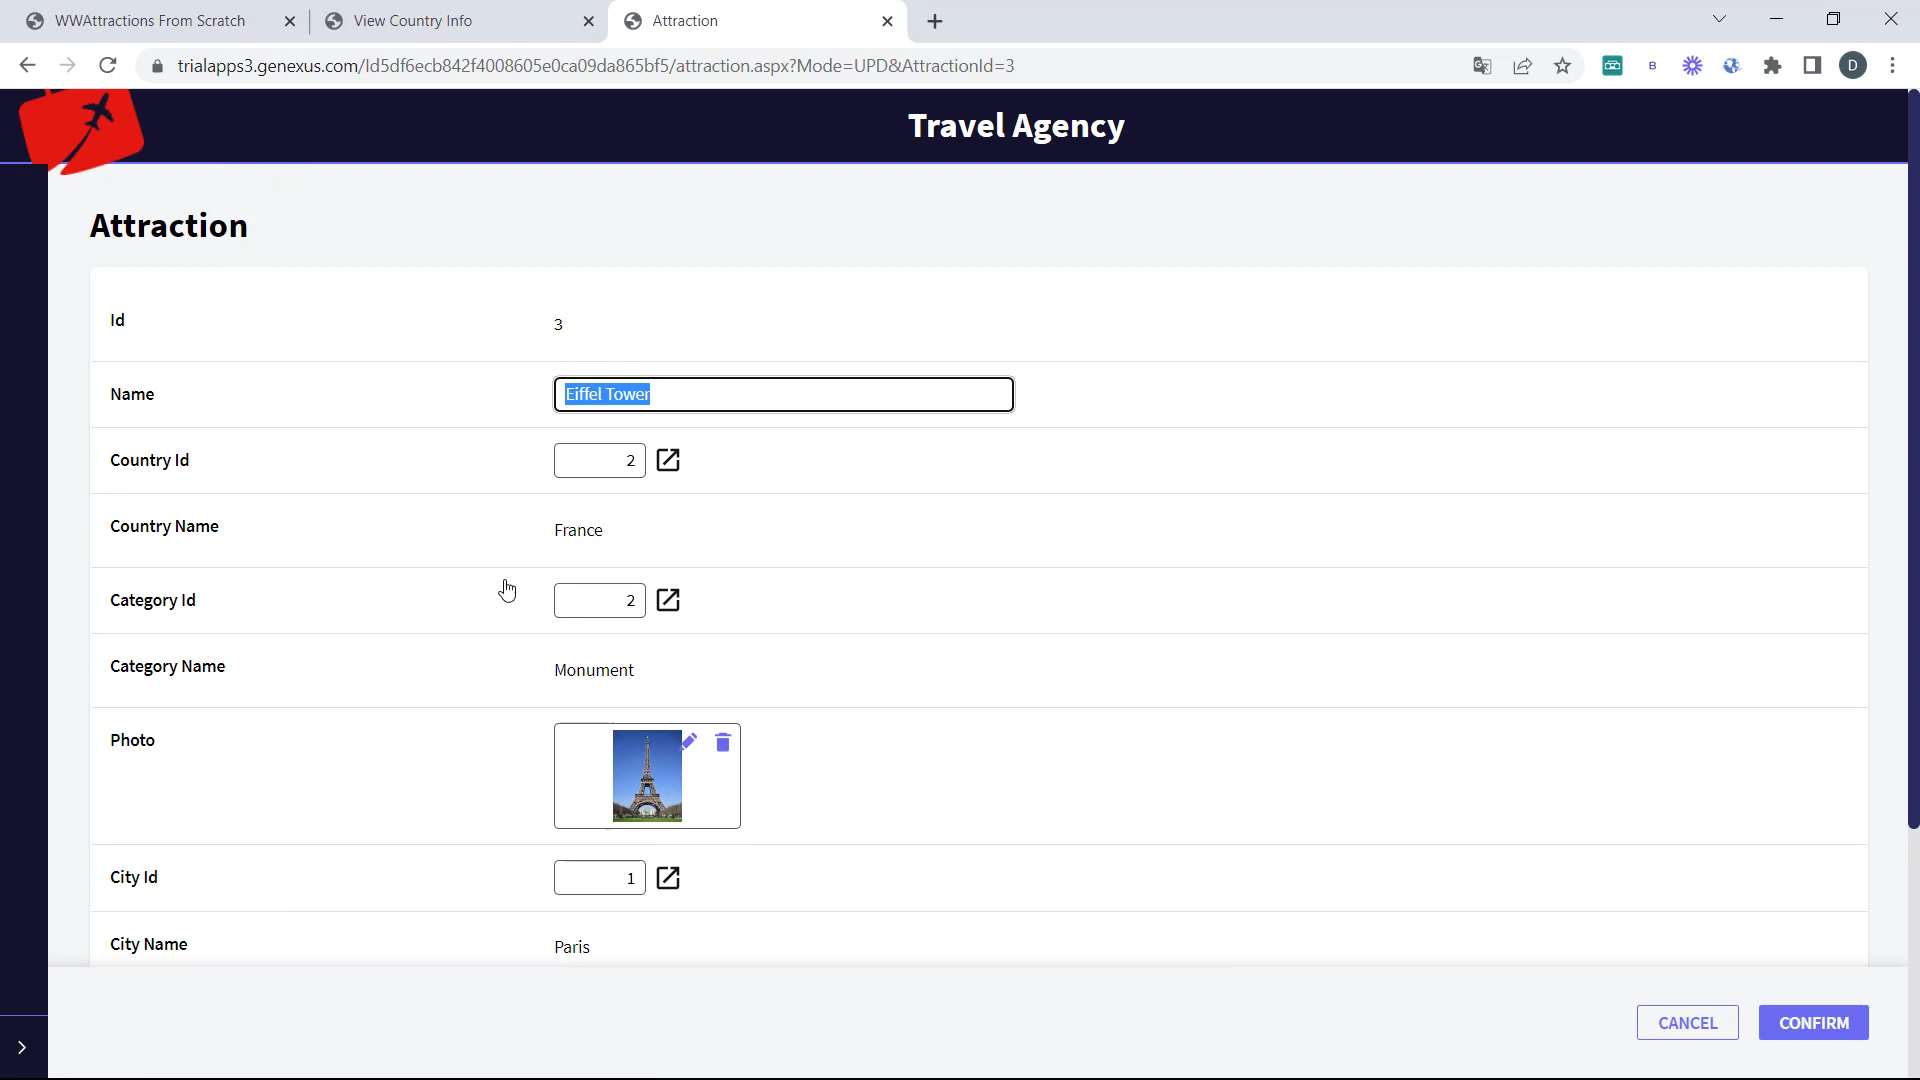 WWAttractions From Scratch
View Country Info
Attraction
trialapps3.genexus.com/Id5df6ecb842f4008605e0ca09da865bf5/attraction.aspx?Mode=UPD&AttractionId=3
B
D
Travel Agency
Attraction
Id
3
Name
Eiffel Tower
Country Id
2
Country Name
France
Category Id
2
Category Name
Monument
Photo
City Id
1
City Name
Paris
CANCEL
CONFIRM